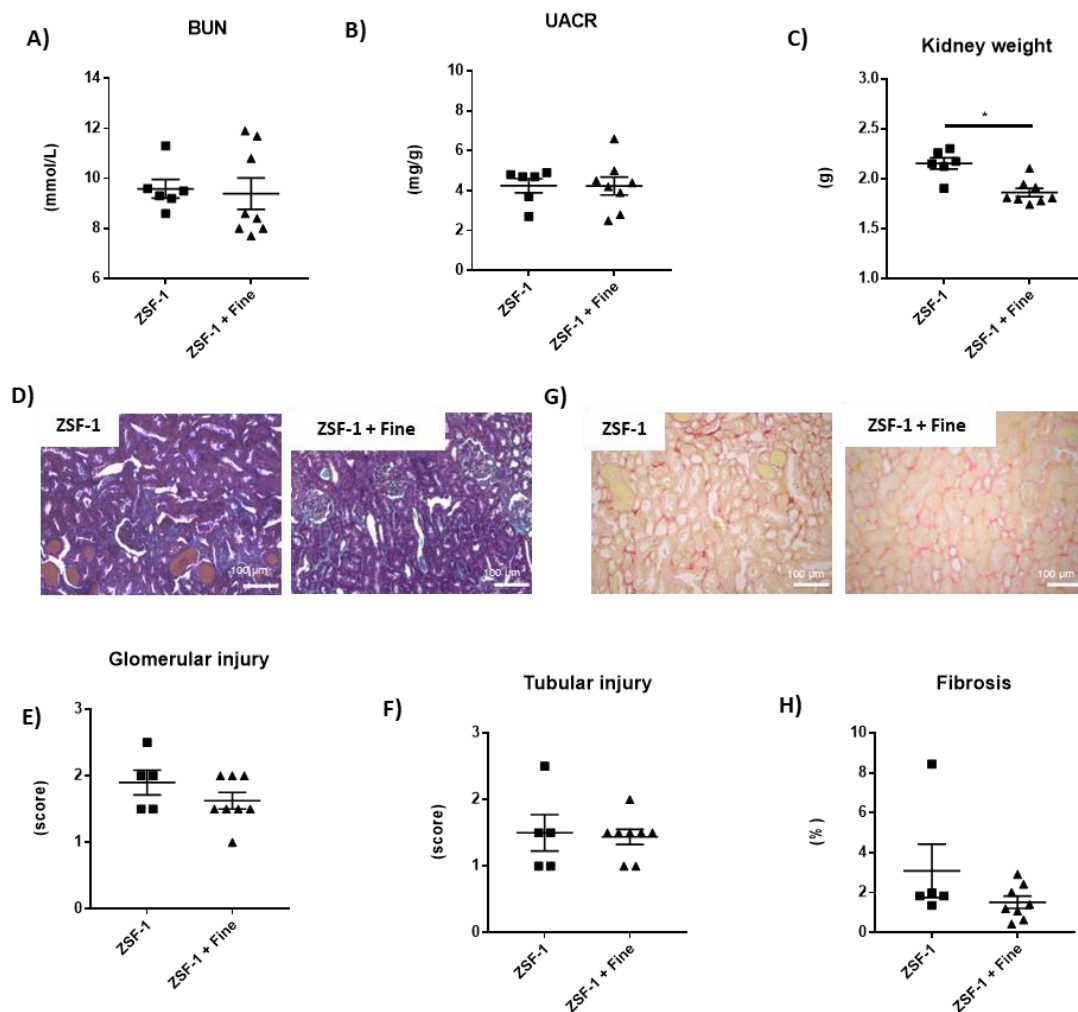 A)
BUN
(mmol/L)
14
12
10
8
6
ZSF-1
ZSF-1 + Fine
B)
UACR
(mg/g)
10
8
6
4
2
0
ZSF-1
ZSF-1 + Fine
C)
Kidney weight
(g)
3.0
2.5
2.0
1.5
1.0
*
ZSF-1
ZSF-1 + Fine
D)
ZSF-1
100 µm
ZSF-1 + Fine
100 µm
G)
ZSF-1
100 µm
ZSF-1 + Fine
100 µm
Glomerular injury
E)
(score)
3
2
1
0
ZSF-1
ZSF-1 + Fine
Tubular injury
F)
(score)
3
2
1
0
ZSF-1
ZSF-1 + Fine
Fibrosis
H)
(% )
10
8
6
4
2
0
ZSF-1
ZSF-1 + Fine